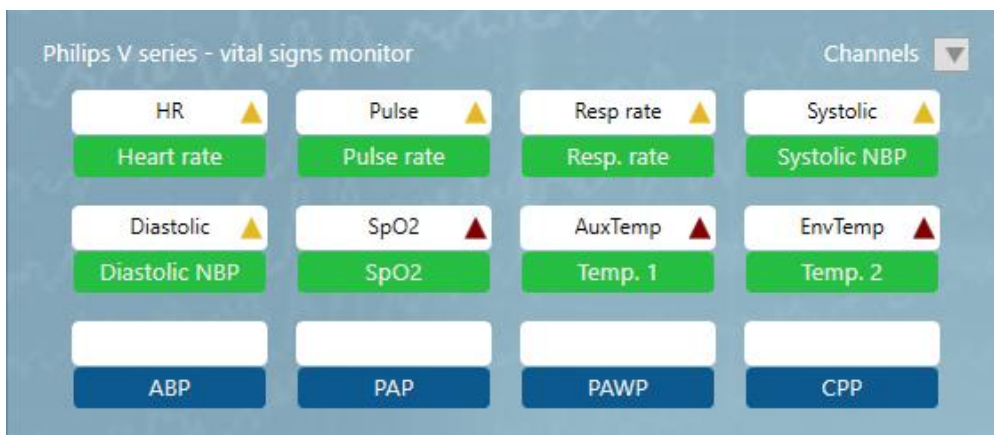 Philips V series - vital signs monitor Channels
HR Pulse Resp rate Systolic
Heart rate Pulse rate Resp. rate Systolic NBP
Diastolic SpO2 AuxTemp EnvTemp
Diastolic NBP SpO2 Temp. 1 Temp. 2
ABP PAP PAWP CPP